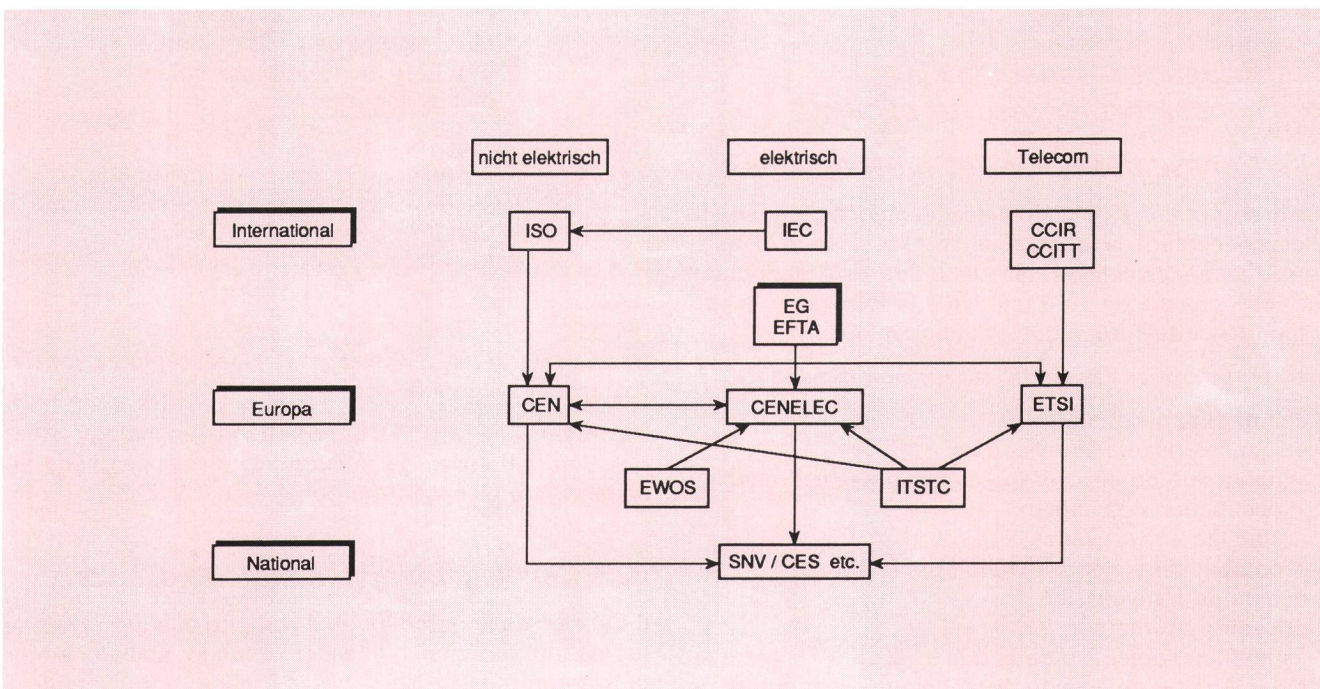 nicht elektrisch
elektrisch
Telecom
International
ISO
IEC
CCIR
CCITT
EG
EFTA
Europa
CEN
CENELEC
ETSI
EWOS
ITSTC
National
SNV / CES etc.